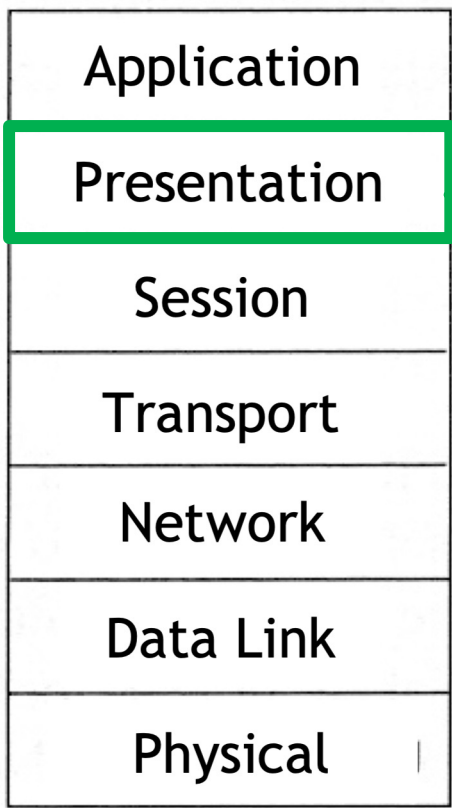 Application
Presentation
Session
Transport
Network
Data Link
Physical